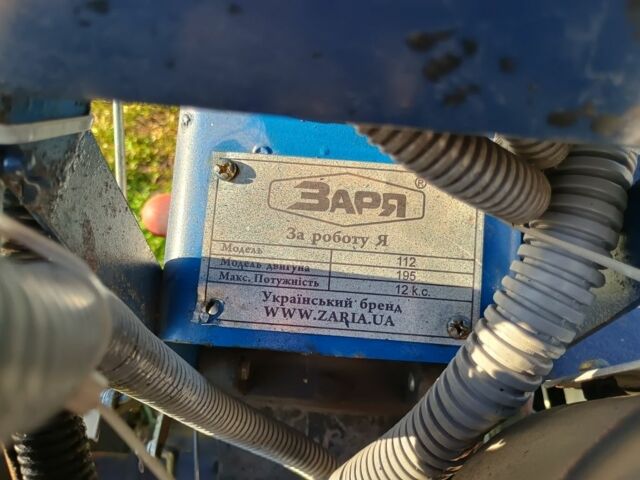 ЗАРЯ®
За роботу Я
Модель 112
Модель двигуна 195
Макс. Потужність 12 к.с.
Український бренд
WWW.ZARIA.UA